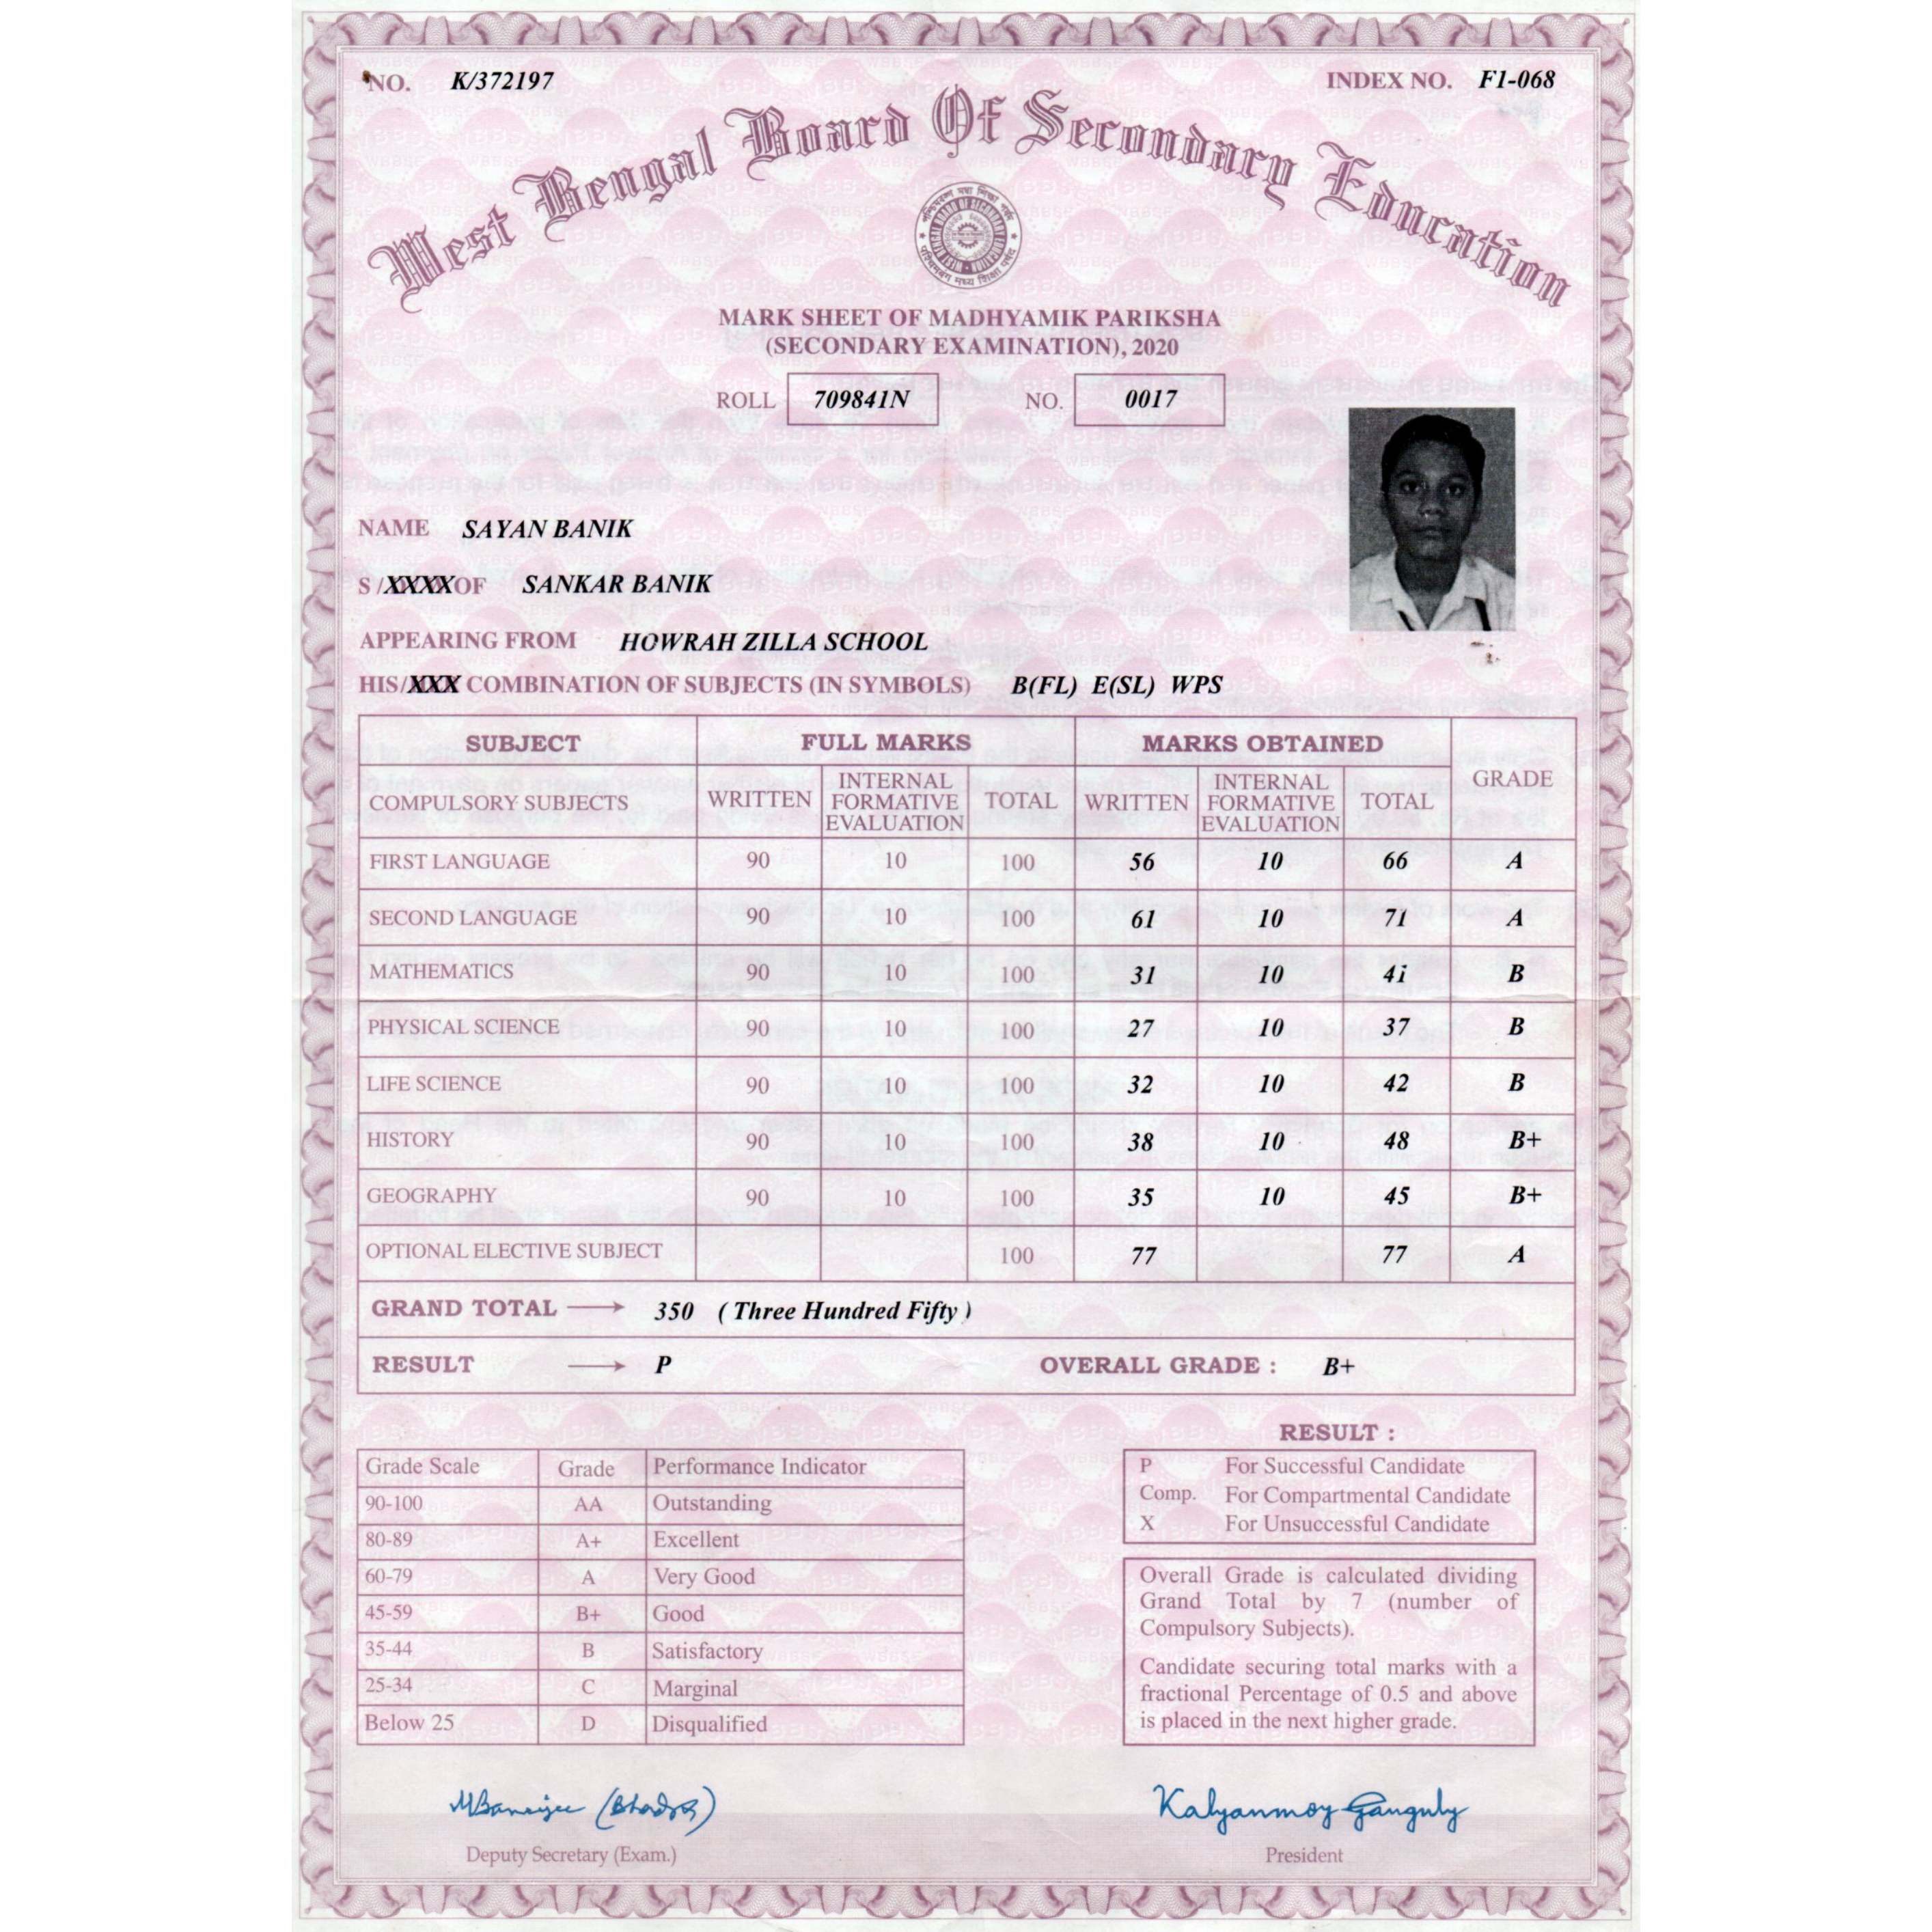 NO. K/372197 INDEX NO. F1-068
West Bengal Board Of Secondary Education
MARK SHEET OF MADHYAMIK PARIKSHA
(SECONDARY EXAMINATION), 2020
ROLL 709841N NO. 0017
NAME SAYAN BANIK
S /XXXX OF SANKAR BANIK
APPEARING FROM HOWRAH ZILLA SCHOOL
HIS/XXX COMBINATION OF SUBJECTS (IN SYMBOLS) B(FL) E(SL) WPS
SUBJECT FULL MARKS MARKS OBTAINED GRADE
COMPULSORY SUBJECTS WRITTEN INTERNAL FORMATIVE EVALUATION TOTAL WRITTEN INTERNAL FORMATIVE EVALUATION TOTAL
FIRST LANGUAGE 90 10 100 56 10 66 A
SECOND LANGUAGE 90 10 100 61 10 71 A
MATHEMATICS 90 10 100 31 10 41 B
PHYSICAL SCIENCE 90 10 100 27 10 37 B
LIFE SCIENCE 90 10 100 32 10 42 B
HISTORY 90 10 100 38 10 48 B+
GEOGRAPHY 90 10 100 35 10 45 B+
OPTIONAL ELECTIVE SUBJECT 100 77 77 A
GRAND TOTAL → 350 ( Three Hundred Fifty )
RESULT → P OVERALL GRADE : B+
Grade Scale Grade Performance Indicator
90-100 AA Outstanding
80-89 A+ Excellent
60-79 A Very Good
45-59 B+ Good
35-44 B Satisfactory
25-34 C Marginal
Below 25 D Disqualified
RESULT :
P For Successful Candidate
Comp. For Compartmental Candidate
X For Unsuccessful Candidate
Overall Grade is calculated dividing
Grand Total by 7 (number of
Compulsory Subjects).
Candidate securing total marks with a
fractional Percentage of 0.5 and above
is placed in the next higher grade.
MBanerjee (Bhadra) Kalyanmoy Ganguly
Deputy Secretary (Exam.) President